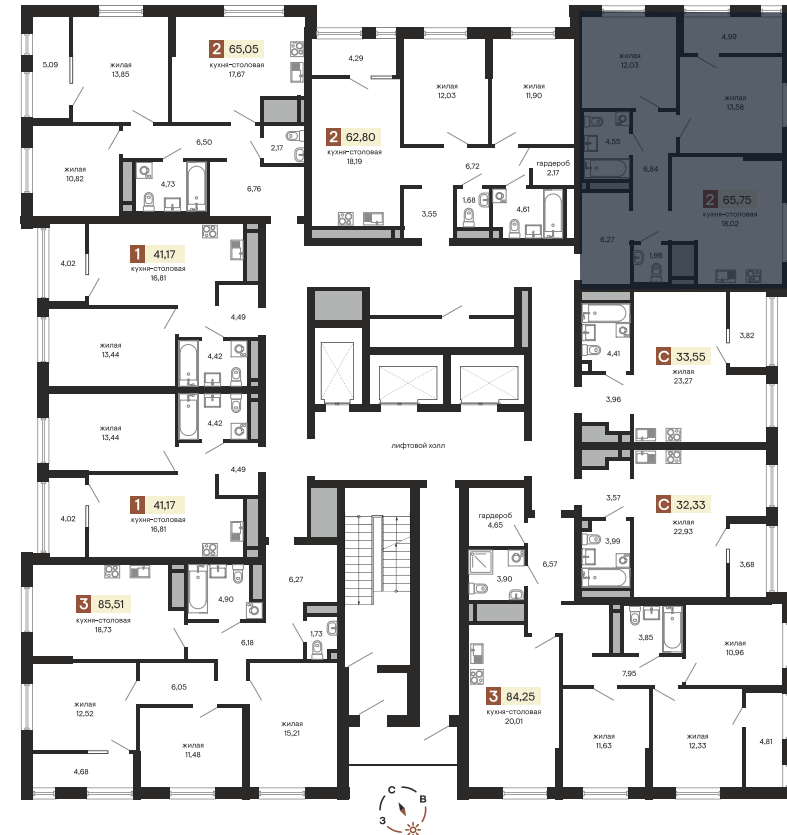 5,09
жилая
13,85
2 65,05
кухня-столовая
17,67
6,50
2,17
жилая
10,82
4,73
6,76
4,29
2 62,80
кухня-столовая
18,19
жилая
12,03
жилая
11,90
6,72
гардероб
2,17
3,55
1,68
4,61
жилая
12,03
4,99
жилая
13,58
4,55
6,84
2 65,75
кухня-столовая
18,02
6,27
1,96
4,02
1 41,17
кухня-столовая
16,81
4,49
жилая
13,44
4,42
4,42
жилая
13,44
4,49
4,02
1 41,17
кухня-столовая
16,81
лифтовой холл
4,41
С 33,55
жилая
23,27
3,82
3,96
3,57
С 32,33
жилая
22,93
3,99
3,68
3 85,51
кухня-столовая
18,73
4,90
6,27
1,73
6,18
6,05
жилая
12,52
жилая
11,48
жилая
15,21
4,68
гардероб
4,65
6,57
3,90
3 84,25
кухня-столовая
20,01
3,85
жилая
10,96
7,95
жилая
11,63
жилая
12,33
4,81
С
В
З